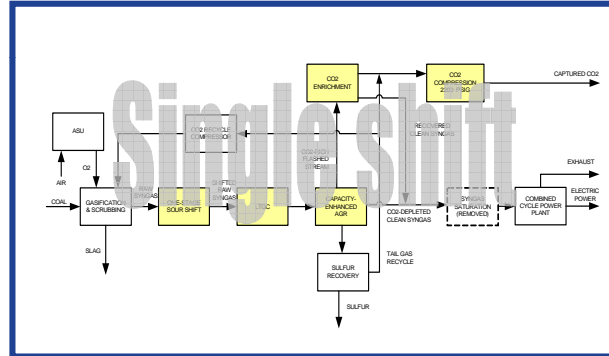 Single shift
CO2
ENRICHMENT
CO2
COMPRESSION
CAPTURED CO2
ASU
CO2 RECYCLE
COMPRESSOR
RECOVERED
CLEAN SYNGAS
CO2-RICH
FLASHED
STREAM
O2
AIR
COAL
GASIFICATION
& SCRUBBING
RAW
SYNGAS
ONE-STAGE
SOUR SHIFT
SHIFTED
RAW
SYNGAS
CAPACITY-
ENHANCED
AGR
CO2-DEPLETED
CLEAN SYNGAS
SYNGAS
SATURATION
(REMOVED)
COMBINED
CYCLE POWER
PLANT
EXHAUST
ELECTRIC
POWER
SLAG
SULFUR
RECOVERY
TAIL GAS
RECYCLE
SULFUR